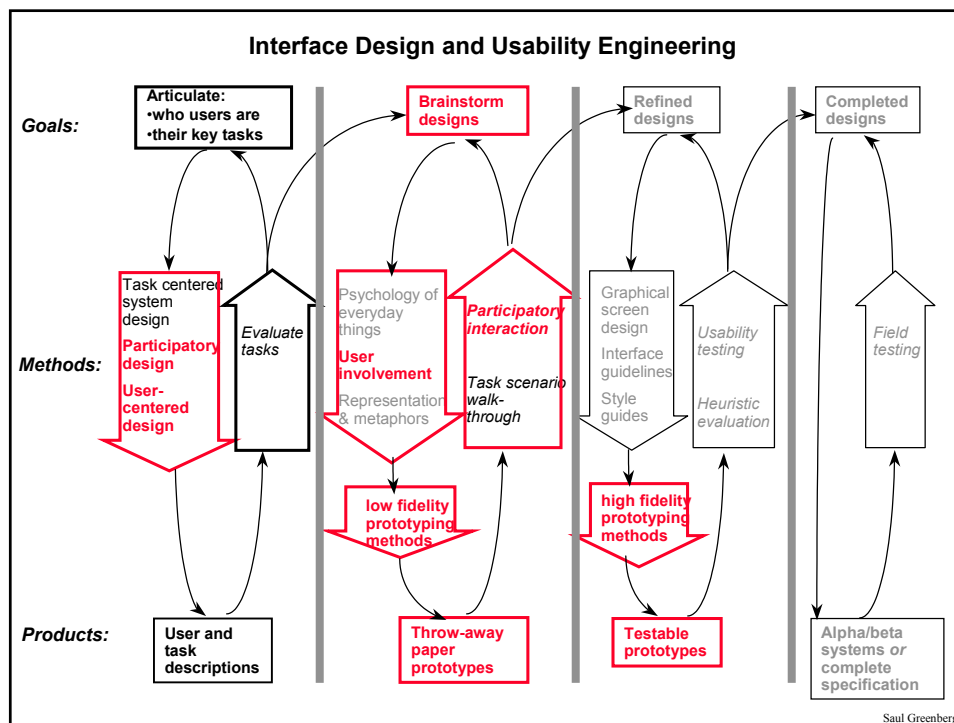 Interface Design and Usability Engineering
Goals:
Articulate:
•who users are
•their key tasks
Brainstorm
designs
Refined
designs
Completed
designs
Methods:
Task centered
system
design
Participatory
design
User-
centered
design
Evaluate
tasks
Psychology of
everyday
things
User
involvement
Representation
& metaphors
low fidelity
prototyping
methods
Participatory
interaction
Task scenario
walk-
through
Graphical
screen
design
Interface
guidelines
Style
guides
high fidelity
prototyping
methods
Usability
testing
Heuristic
evaluation
Field
testing
Products:
User and
task
descriptions
Throw-away
paper
prototypes
Testable
prototypes
Alpha/beta
systems or
complete
specification
Saul Greenberg